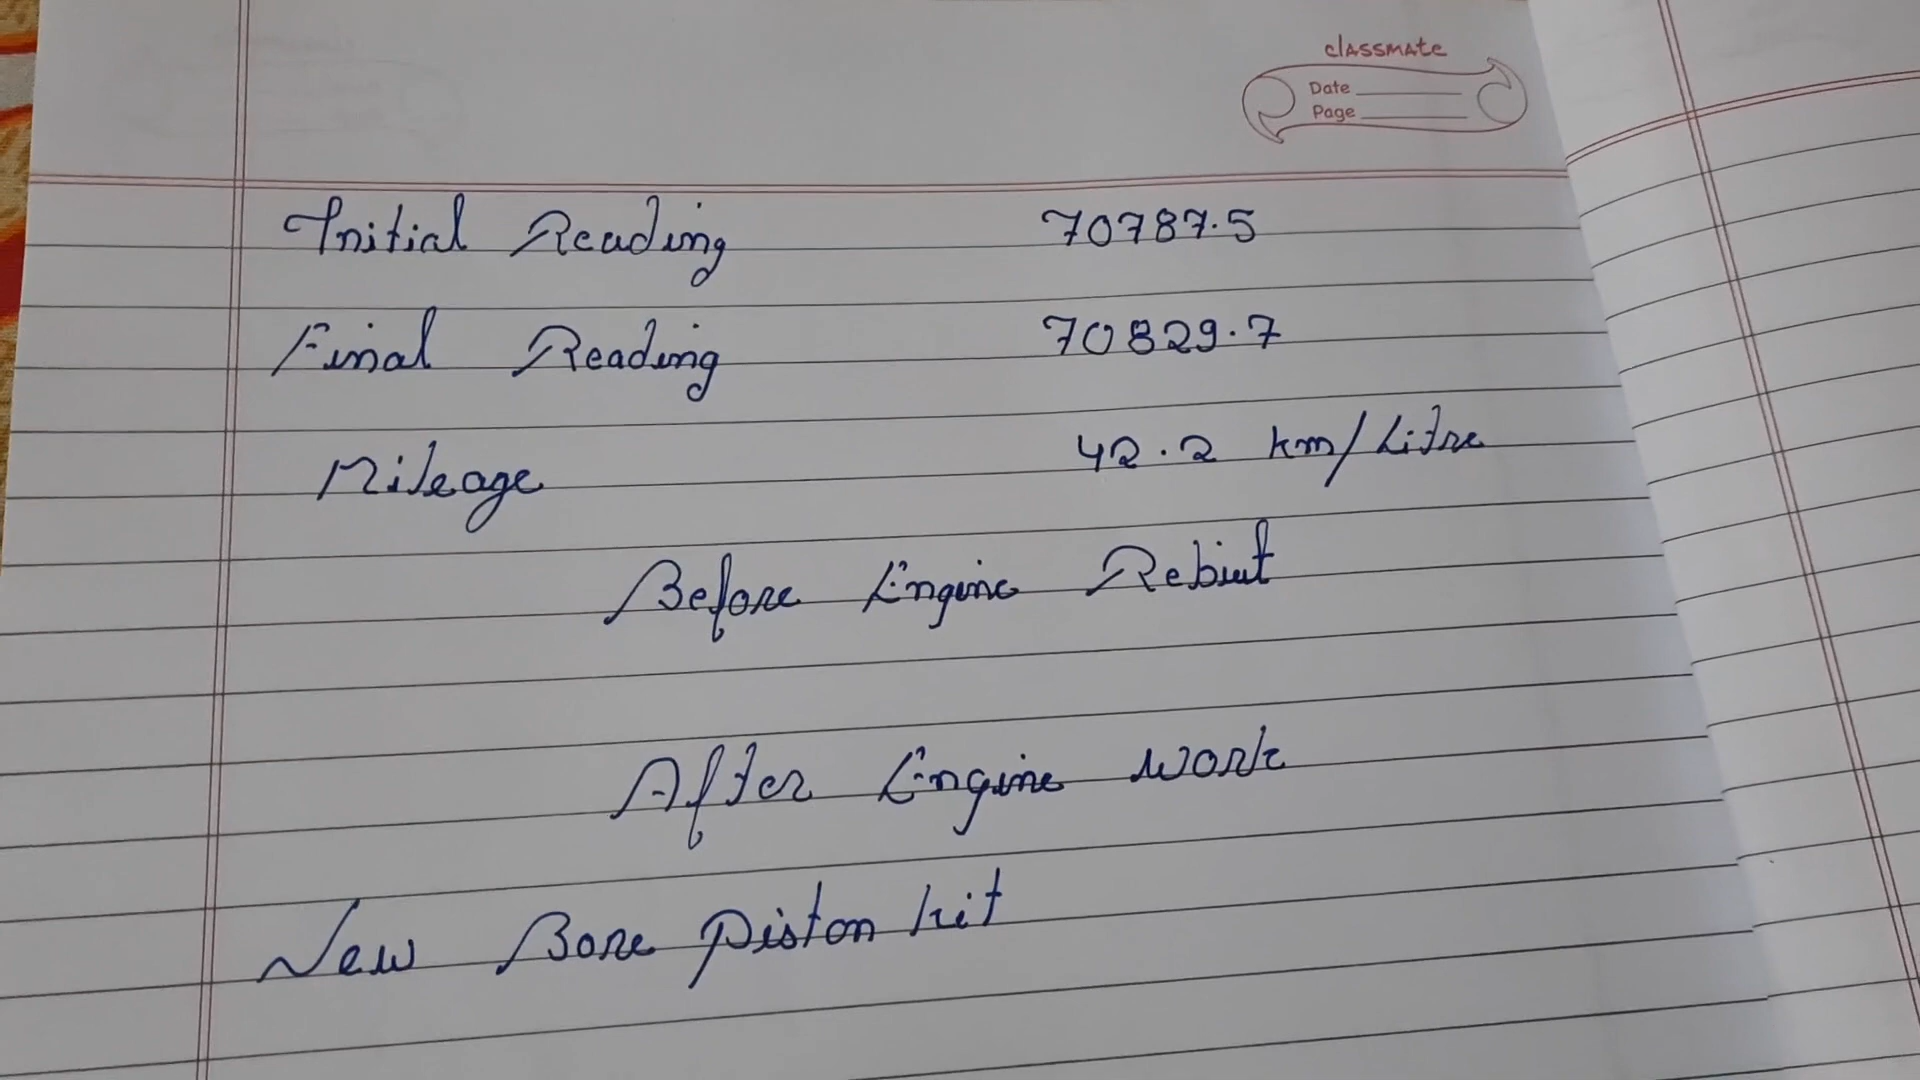 classmate
Date
Page
Initial Reading 70787.5
Final Reading 70829.7
Mileage 42.2 km/Litre
Before Engine Rebiut
After Engine work
New Bore Piston kit